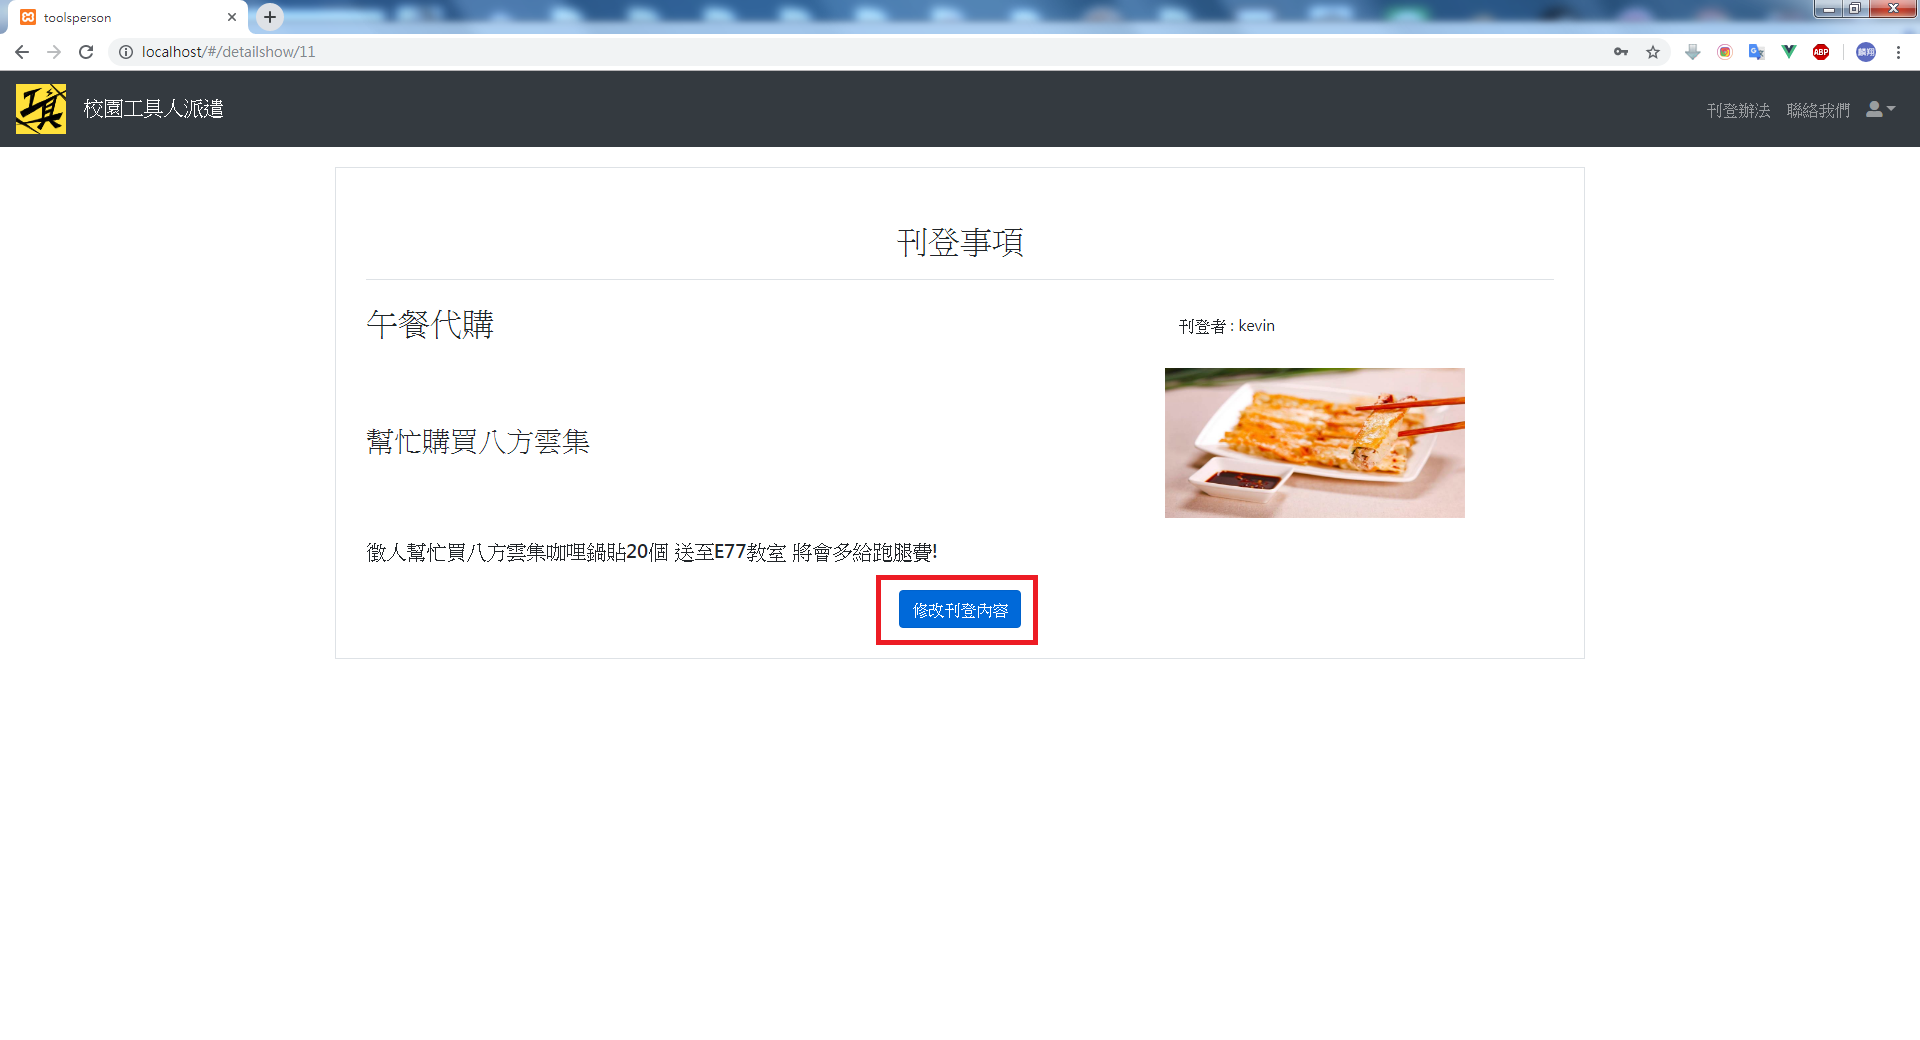 toolsperson
localhost/#/detailshow/11
ABP
校園工具人派遣
刊登辦法 聯絡我們
刊登事項
午餐代購
刊登者 : kevin
幫忙購買八方雲集
徵人幫忙買八方雲集咖哩鍋貼20個 送至E77教室 將會多給跑腿費!
修改刊登內容